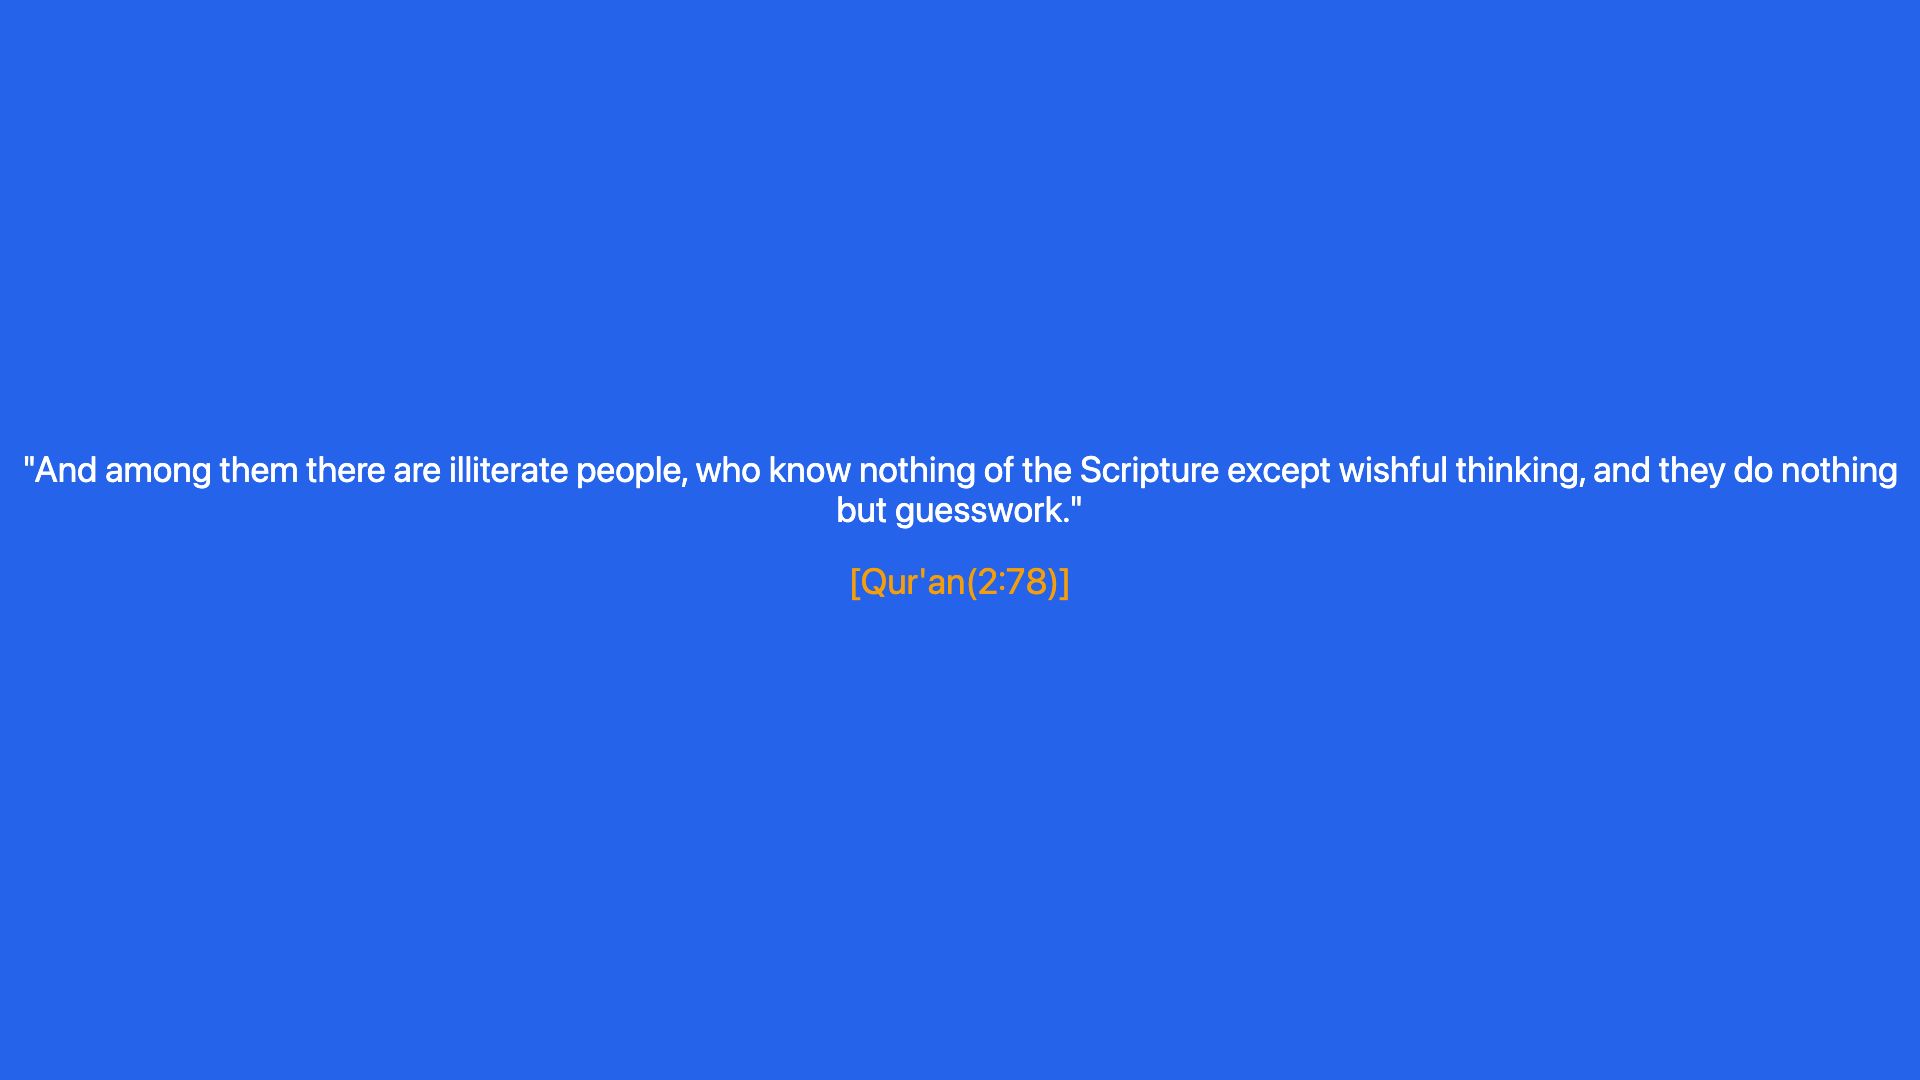 "And among them there are illiterate people, who know nothing of the Scripture except wishful thinking, and they do nothing
but guesswork."
[Qur'an(2:78)]